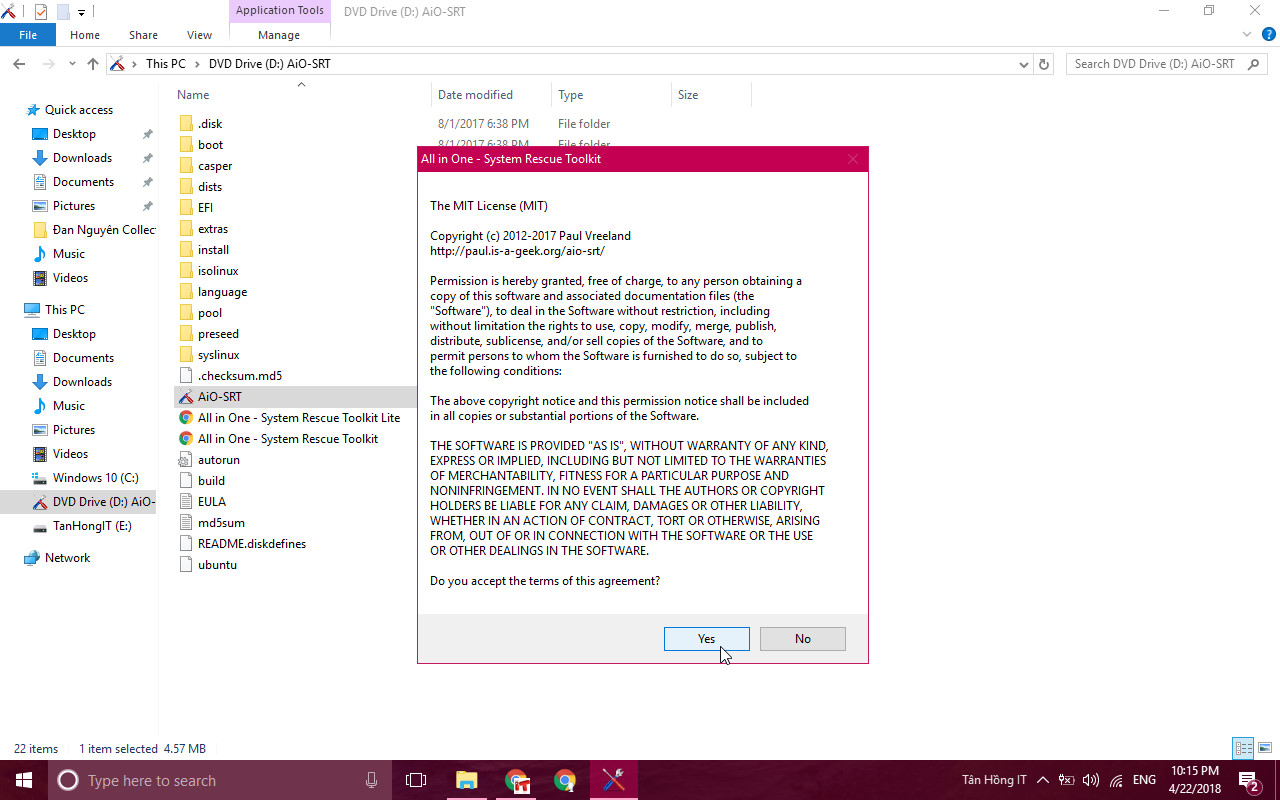 Application Tools
DVD Drive (D:) AiO-SRT
File
Home
Share
View
Manage
This PC
DVD Drive (D:) AiO-SRT
Search DVD Drive (D:) AiO-SRT
Name
Date modified
Type
Size
Quick access
Desktop
Downloads
Documents
Pictures
Đan Nguyên Collec
Music
Videos
This PC
Desktop
Documents
Downloads
Music
Pictures
Videos
Windows 10 (C:)
DVD Drive (D:) AiO-
TanHongIT (E:)
Network
.disk
8/1/2017 6:38 PM
File folder
boot
8/1/2017 6:38 PM
File folder
casper
dists
EFI
extras
install
isolinux
language
pool
preseed
syslinux
.checksum.md5
AiO-SRT
All in One - System Rescue Toolkit Lite
All in One - System Rescue Toolkit
autorun
build
EULA
md5sum
README.diskdefines
ubuntu
All in One - System Rescue Toolkit
The MIT License (MIT)
Copyright (c) 2012-2017 Paul Vreeland
http://paul.is-a-geek.org/aio-srt/
Permission is hereby granted, free of charge, to any person obtaining a
copy of this software and associated documentation files (the
"Software"), to deal in the Software without restriction, including
without limitation the rights to use, copy, modify, merge, publish,
distribute, sublicense, and/or sell copies of the Software, and to
permit persons to whom the Software is furnished to do so, subject to
the following conditions:
The above copyright notice and this permission notice shall be included
in all copies or substantial portions of the Software.
THE SOFTWARE IS PROVIDED "AS IS", WITHOUT WARRANTY OF ANY KIND,
EXPRESS OR IMPLIED, INCLUDING BUT NOT LIMITED TO THE WARRANTIES
OF MERCHANTABILITY, FITNESS FOR A PARTICULAR PURPOSE AND
NONINFRINGEMENT. IN NO EVENT SHALL THE AUTHORS OR COPYRIGHT
HOLDERS BE LIABLE FOR ANY CLAIM, DAMAGES OR OTHER LIABILITY,
WHETHER IN AN ACTION OF CONTRACT, TORT OR OTHERWISE, ARISING
FROM, OUT OF OR IN CONNECTION WITH THE SOFTWARE OR THE USE
OR OTHER DEALINGS IN THE SOFTWARE.
Do you accept the terms of this agreement?
Yes
No
22 items
1 item selected 4.57 MB
Type here to search
Tân Hồng IT
ENG
10:15 PM
4/22/2018
2